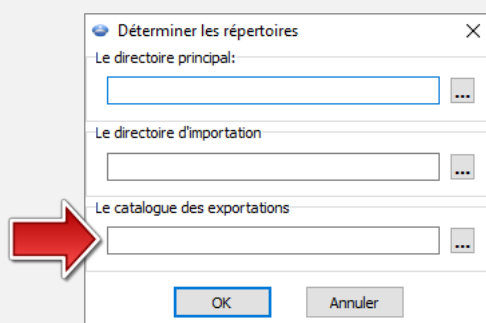 Déterminer les répertoires
Le directoire principal:
...
Le directoire d'importation
...
Le catalogue des exportations
...
OK
Annuler